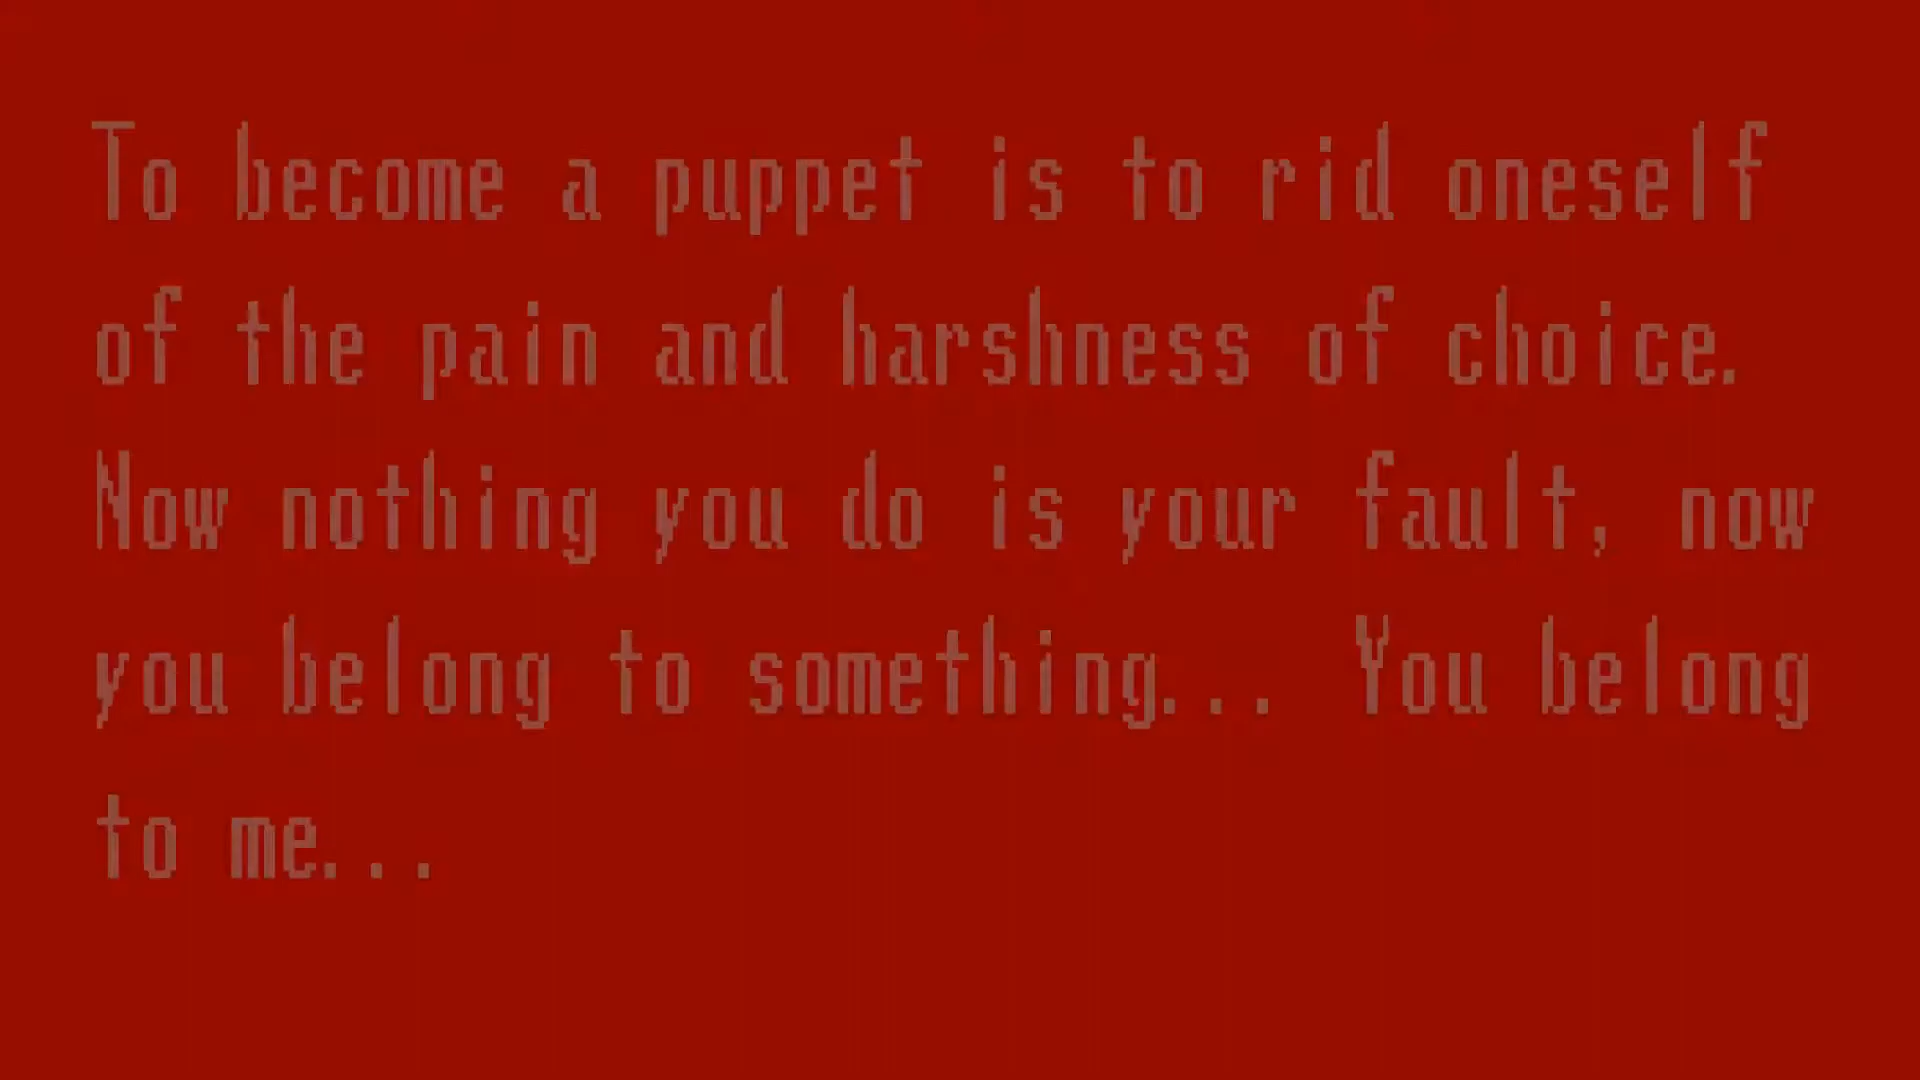 To become a puppet is to rid oneself
of the pain and harshness of choice.
Now nothing you do is your fault, now
you belong to something... You belong
to me...